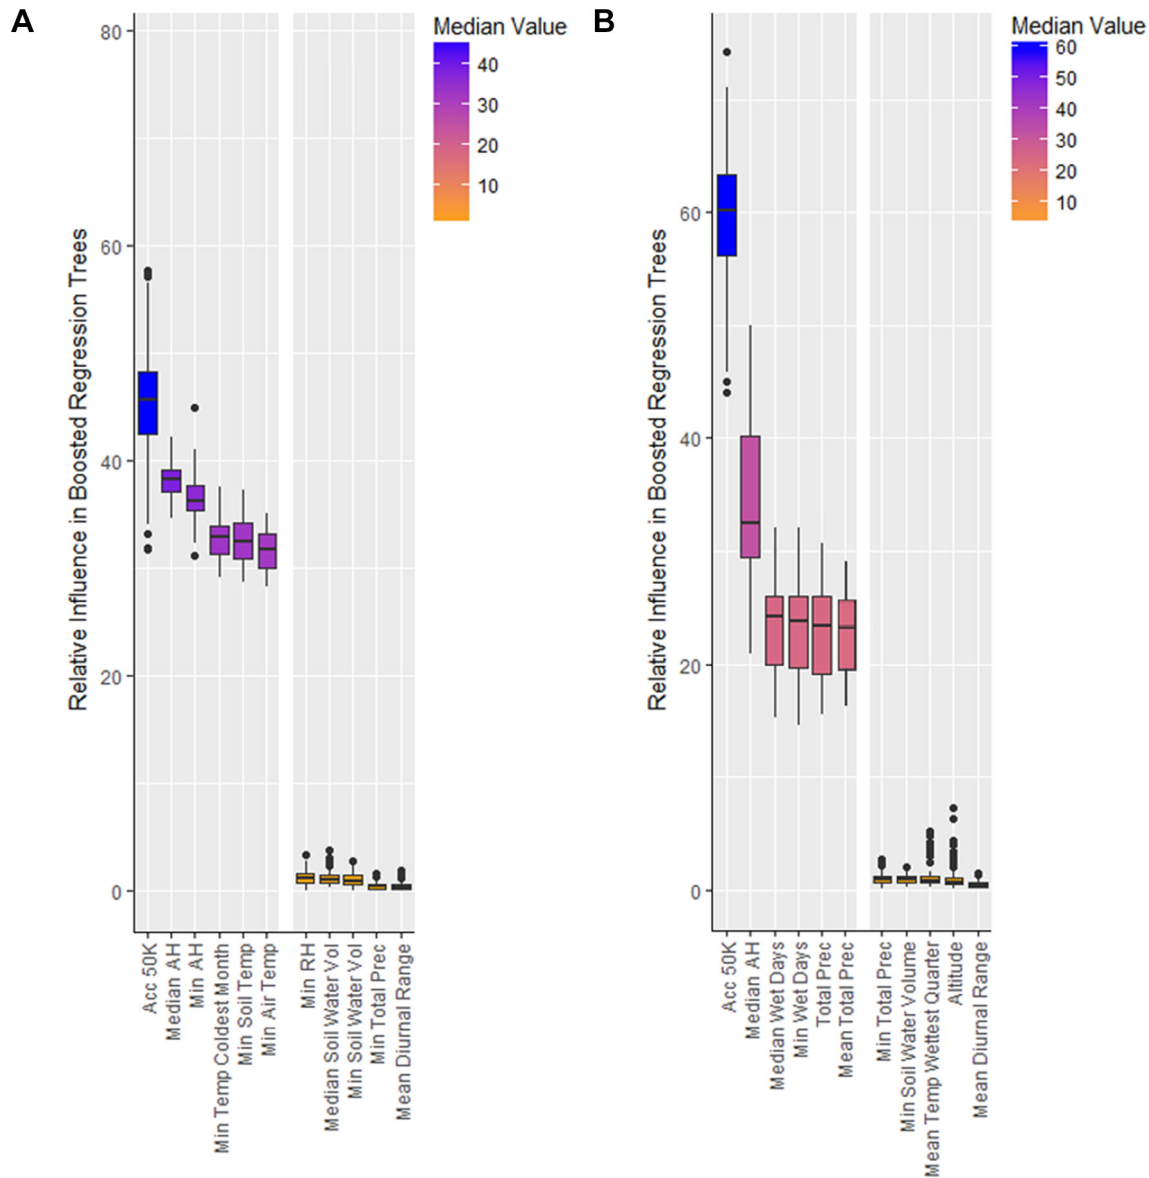 A
Median Value
40
30
20
10
Relative Influence in Boosted Regression Trees
80
60
40
20
0
Acc 50K
Median AH
Min AH
Min Temp Coldest Month
Min Soil Temp
Min Air Temp
Min RH
Median Soil Water Vol
Min Soil Water Vol
Min Total Prec
Mean Diurnal Range
B
Median Value
60
50
40
30
20
10
Relative Influence in Boosted Regression Trees
60
40
20
0
Acc 50K
Median AH
Median Wet Days
Min Wet Days
Total Prec
Mean Total Prec
Min Total Prec
Min Soil Water Volume
Mean Temp Wettest Quarter
Altitude
Mean Diurnal Range